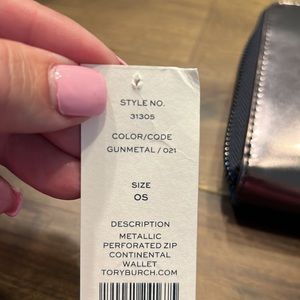 STYLE NO.
31305
COLOR/CODE
GUNMETAL / 021
SIZE
OS
DESCRIPTION
METALLIC
PERFORATED ZIP
CONTINENTAL
WALLET
TORYBURCH.COM